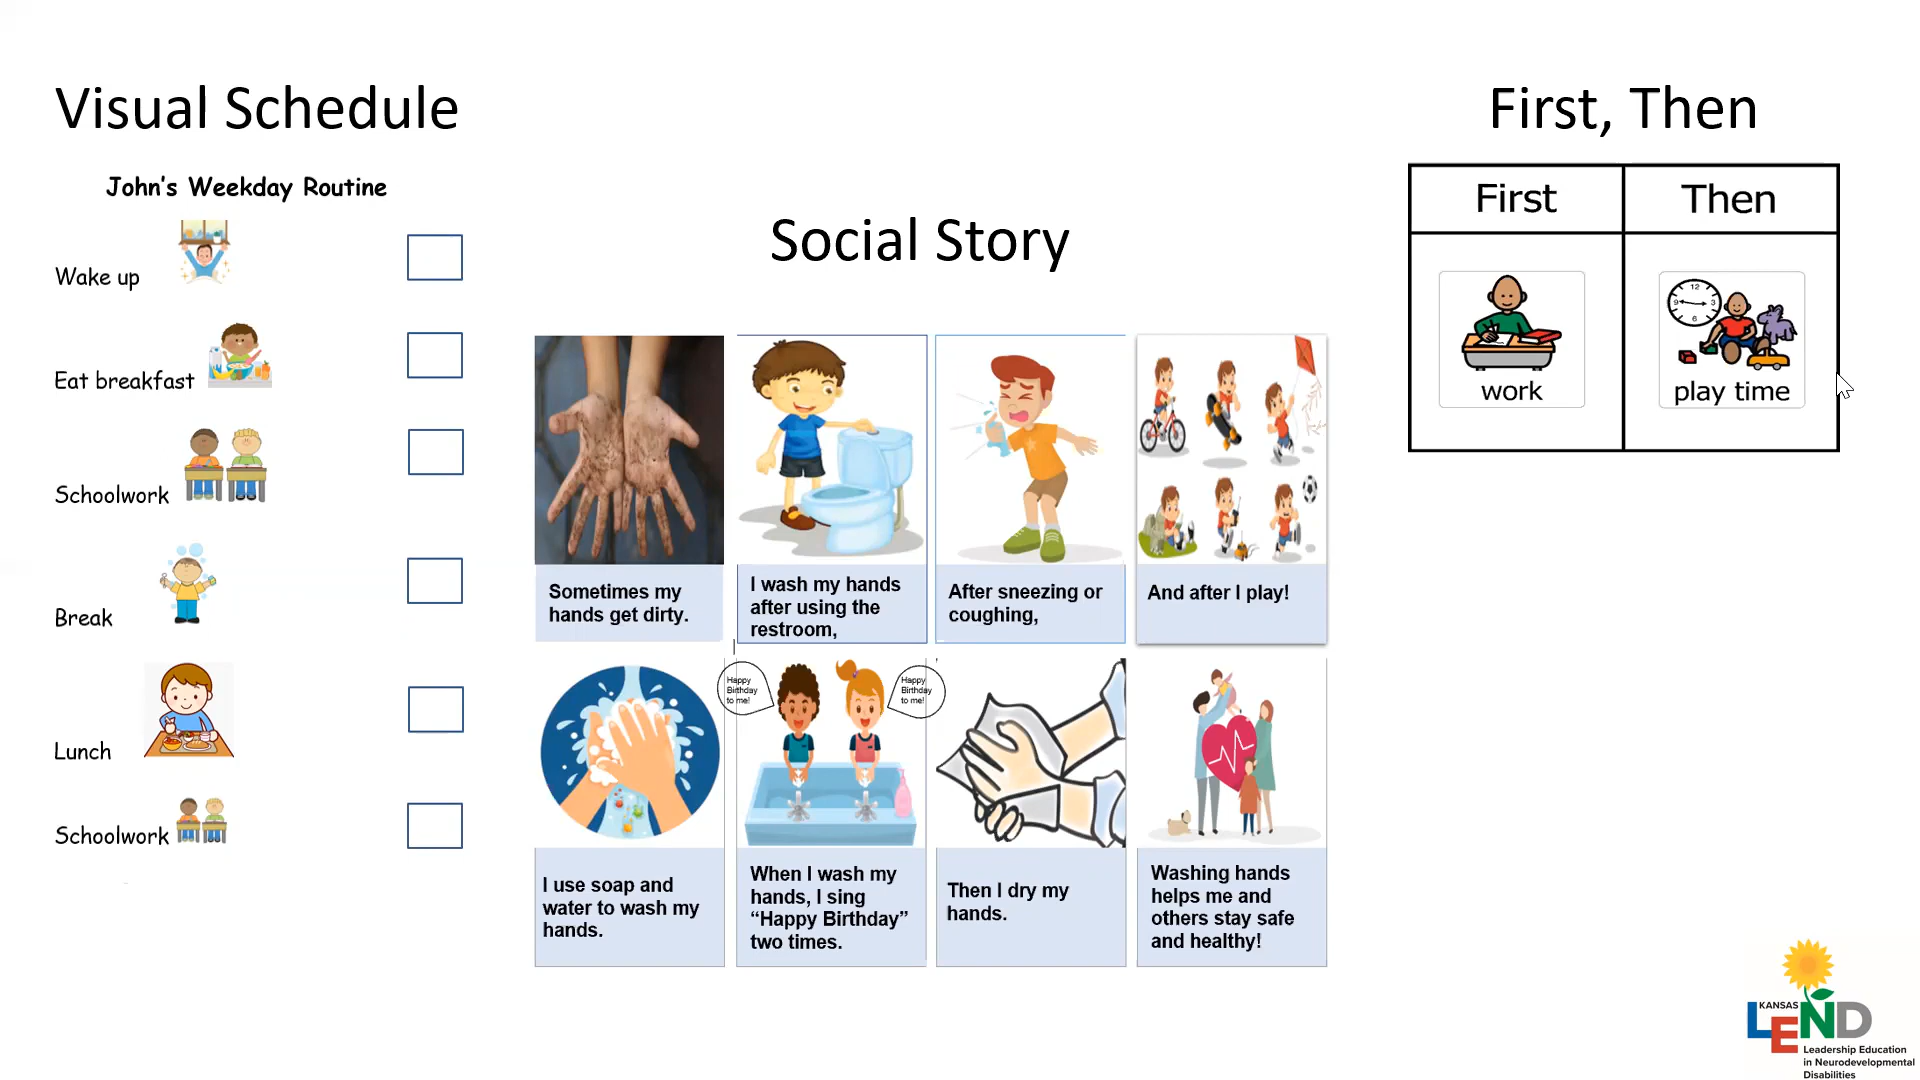 Visual Schedule
John's Weekday Routine
Wake up
Eat breakfast
Schoolwork
Break
Lunch
Schoolwork
Social Story
Sometimes my
hands get dirty.
I wash my hands
after using the
restroom,
After sneezing or
coughing,
And after I play!
I use soap and
water to wash my
hands.
Happy
Birthday
to me!
Happy
Birthday
to me!
When I wash my
hands, I sing
“Happy Birthday”
two times.
Then I dry my
hands.
Washing hands
helps me and
others stay safe
and healthy!
First, Then
First
Then
12
3
6
9
work
play time
KANSAS
LEND
Leadership Education
in Neurodevelopmental
Disabilities